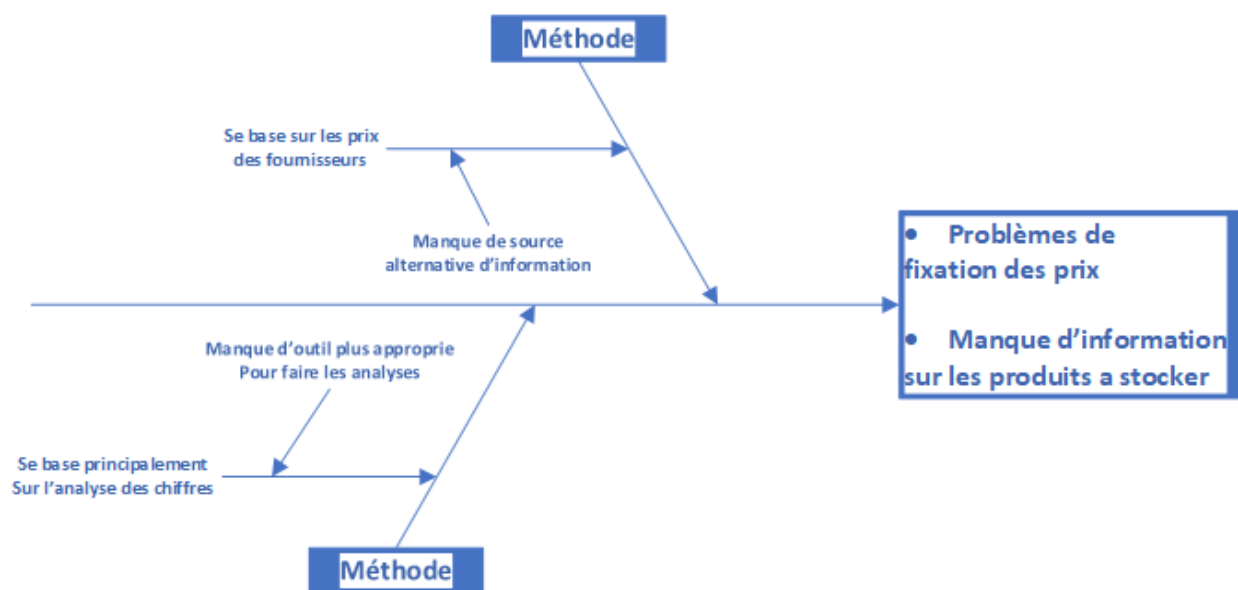 Méthode
Se base sur les prix
des fournisseurs
Manque de source
alternative d'information
• Problèmes de
fixation des prix
• Manque d'information
sur les produits a stocker
Manque d'outil plus approprie
Pour faire les analyses
Se base principalement
Sur l'analyse des chiffres
Méthode